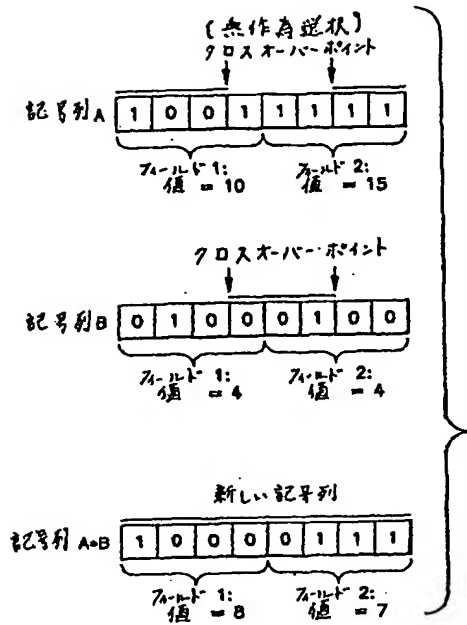 (無作為選択)
クロスオーバーポイント
記号列A 1 0 0 1 1 1 1 1
フィールド1: フィールド2:
値 = 10 値 = 15
クロスオーバー・ポイント
記号列B 0 1 0 0 0 1 0 0
フィールド1: フィールド2:
値 = 4 値 = 4
新しい記号列
記号列A*B 1 0 0 0 0 1 1 1
フィールド1: フィールド2:
値 = 8 値 = 7